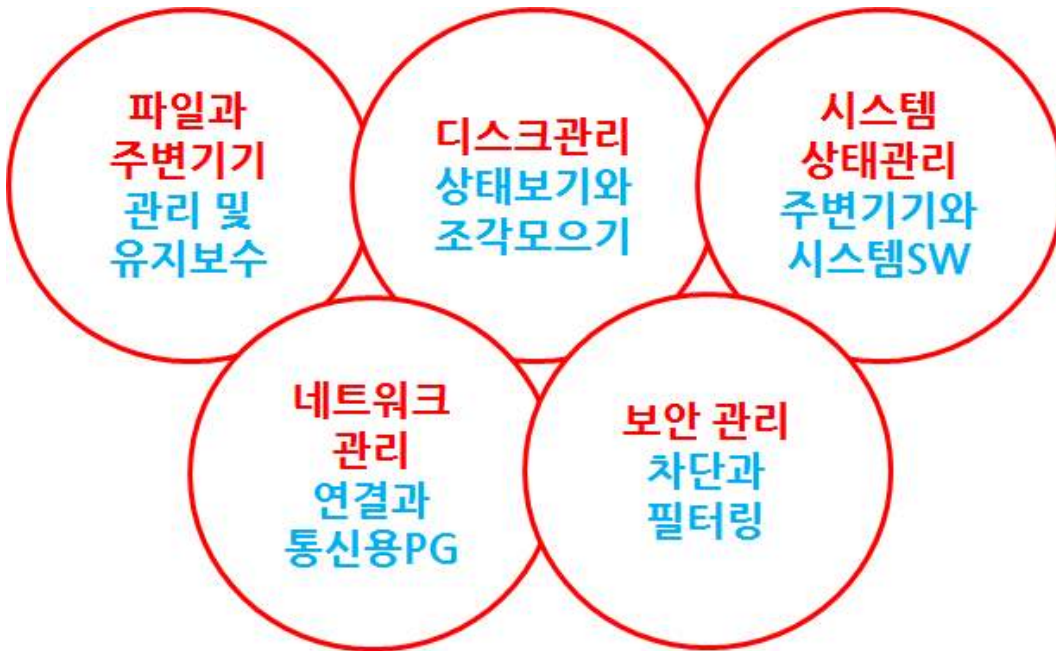 파일과
주변기기
관리 및
유지보수
디스크관리
상태보기와
조각모으기
시스템
상태관리
주변기기와
시스템SW
네트워크
관리
연결과
통신용PG
보안 관리
차단과
필터링